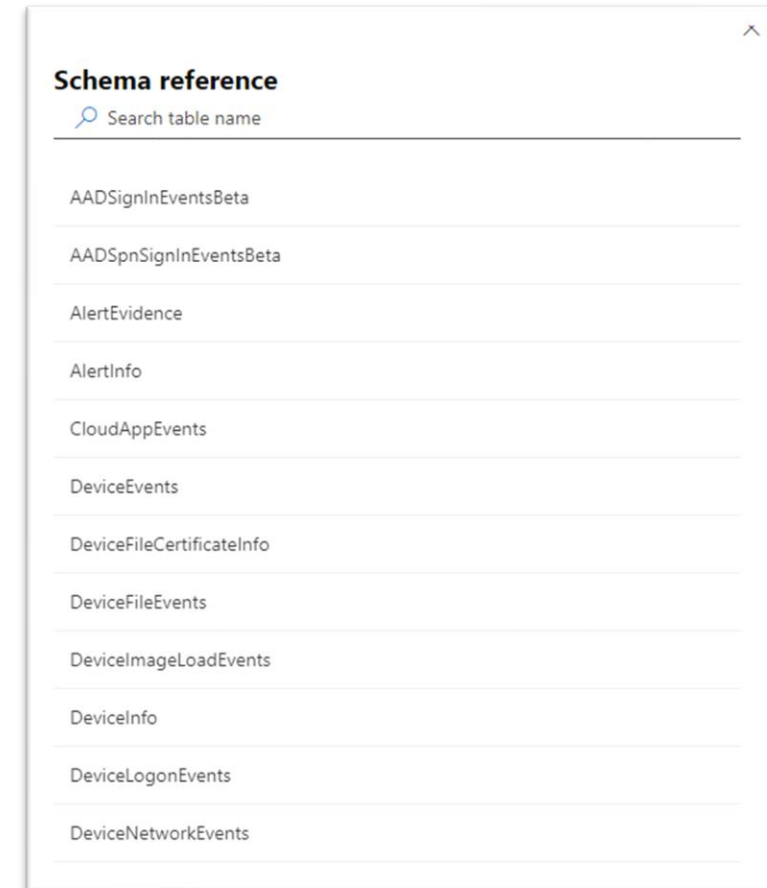 Schema reference
Search table name
AADSignInEventsBeta
AADSpnSignInEventsBeta
AlertEvidence
AlertInfo
CloudAppEvents
DeviceEvents
DeviceFileCertificateInfo
DeviceFileEvents
DeviceImageLoadEvents
DeviceInfo
DeviceLogonEvents
DeviceNetworkEvents